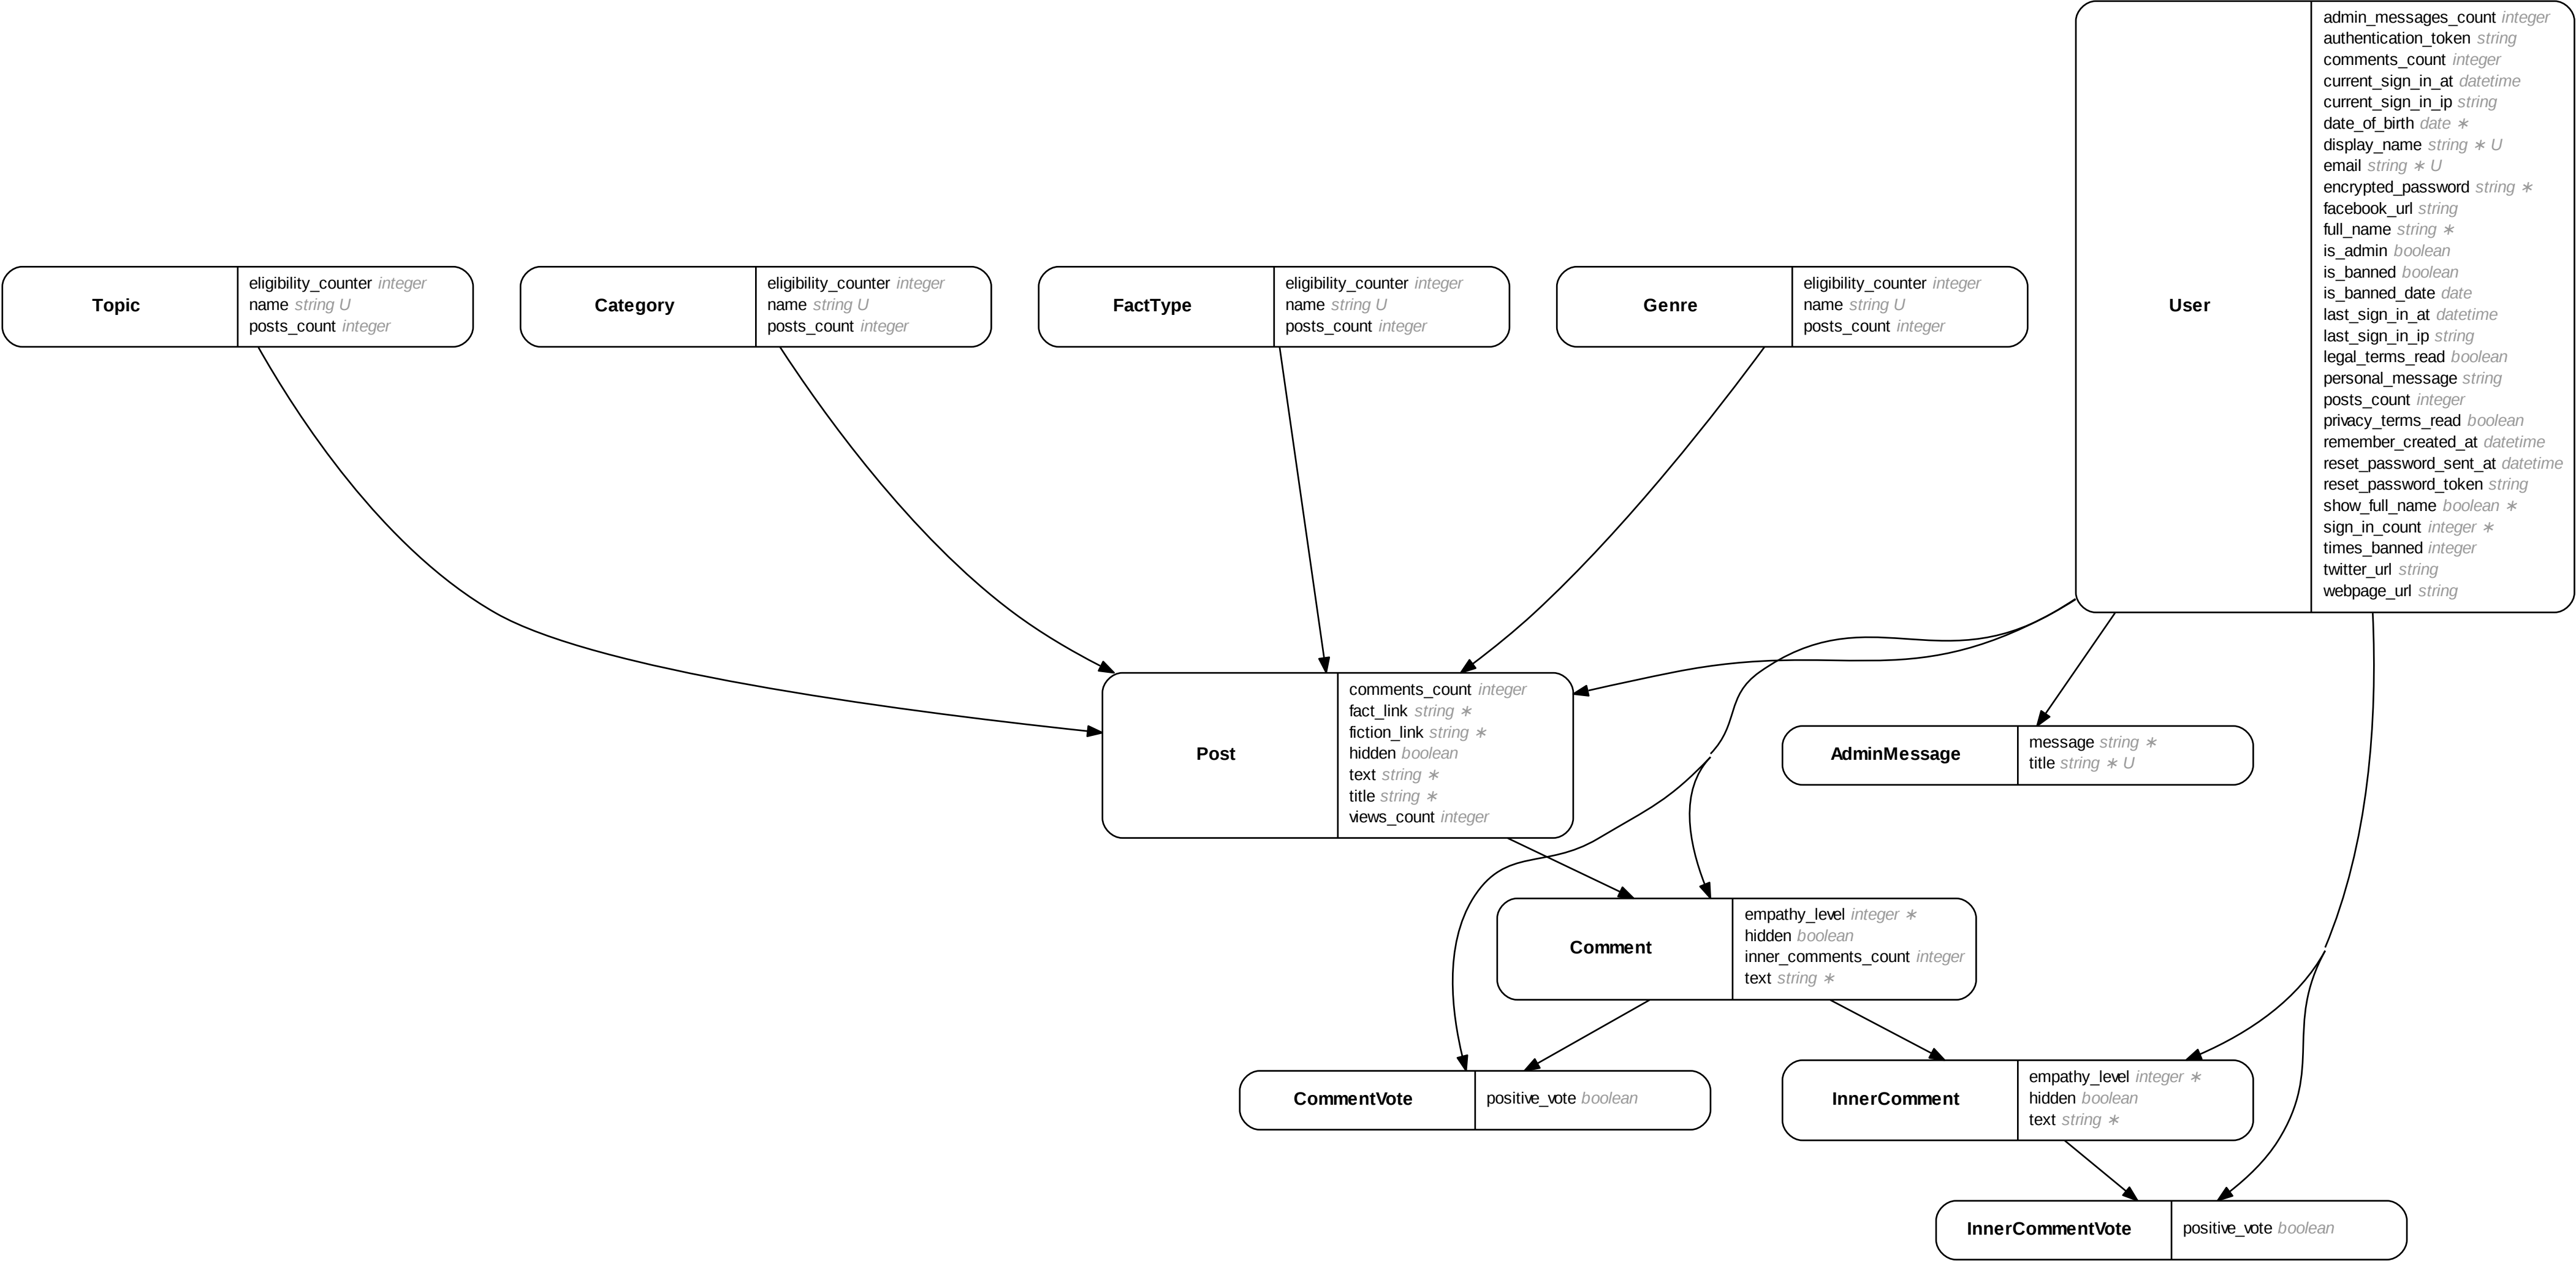 User
admin_messages_count integer
authentication_token string
comments_count integer
current_sign_in_at datetime
current_sign_in_ip string
date_of_birth date ∗
display_name string ∗ U
email string ∗ U
encrypted_password string ∗
facebook_url string
full_name string ∗
is_admin boolean
is_banned boolean
is_banned_date date
last_sign_in_at datetime
last_sign_in_ip string
legal_terms_read boolean
personal_message string
posts_count integer
privacy_terms_read boolean
remember_created_at datetime
reset_password_sent_at datetime
reset_password_token string
show_full_name boolean ∗
sign_in_count integer ∗
times_banned integer
twitter_url string
webpage_url string
Topic
eligibility_counter integer
name string U
posts_count integer
Category
eligibility_counter integer
name string U
posts_count integer
FactType
eligibility_counter integer
name string U
posts_count integer
Genre
eligibility_counter integer
name string U
posts_count integer
Post
comments_count integer
fact_link string ∗
fiction_link string ∗
hidden boolean
text string ∗
title string ∗
views_count integer
AdminMessage
message string ∗
title string ∗ U
Comment
empathy_level integer ∗
hidden boolean
inner_comments_count integer
text string ∗
CommentVote
positive_vote boolean
InnerComment
empathy_level integer ∗
hidden boolean
text string ∗
InnerCommentVote
positive_vote boolean